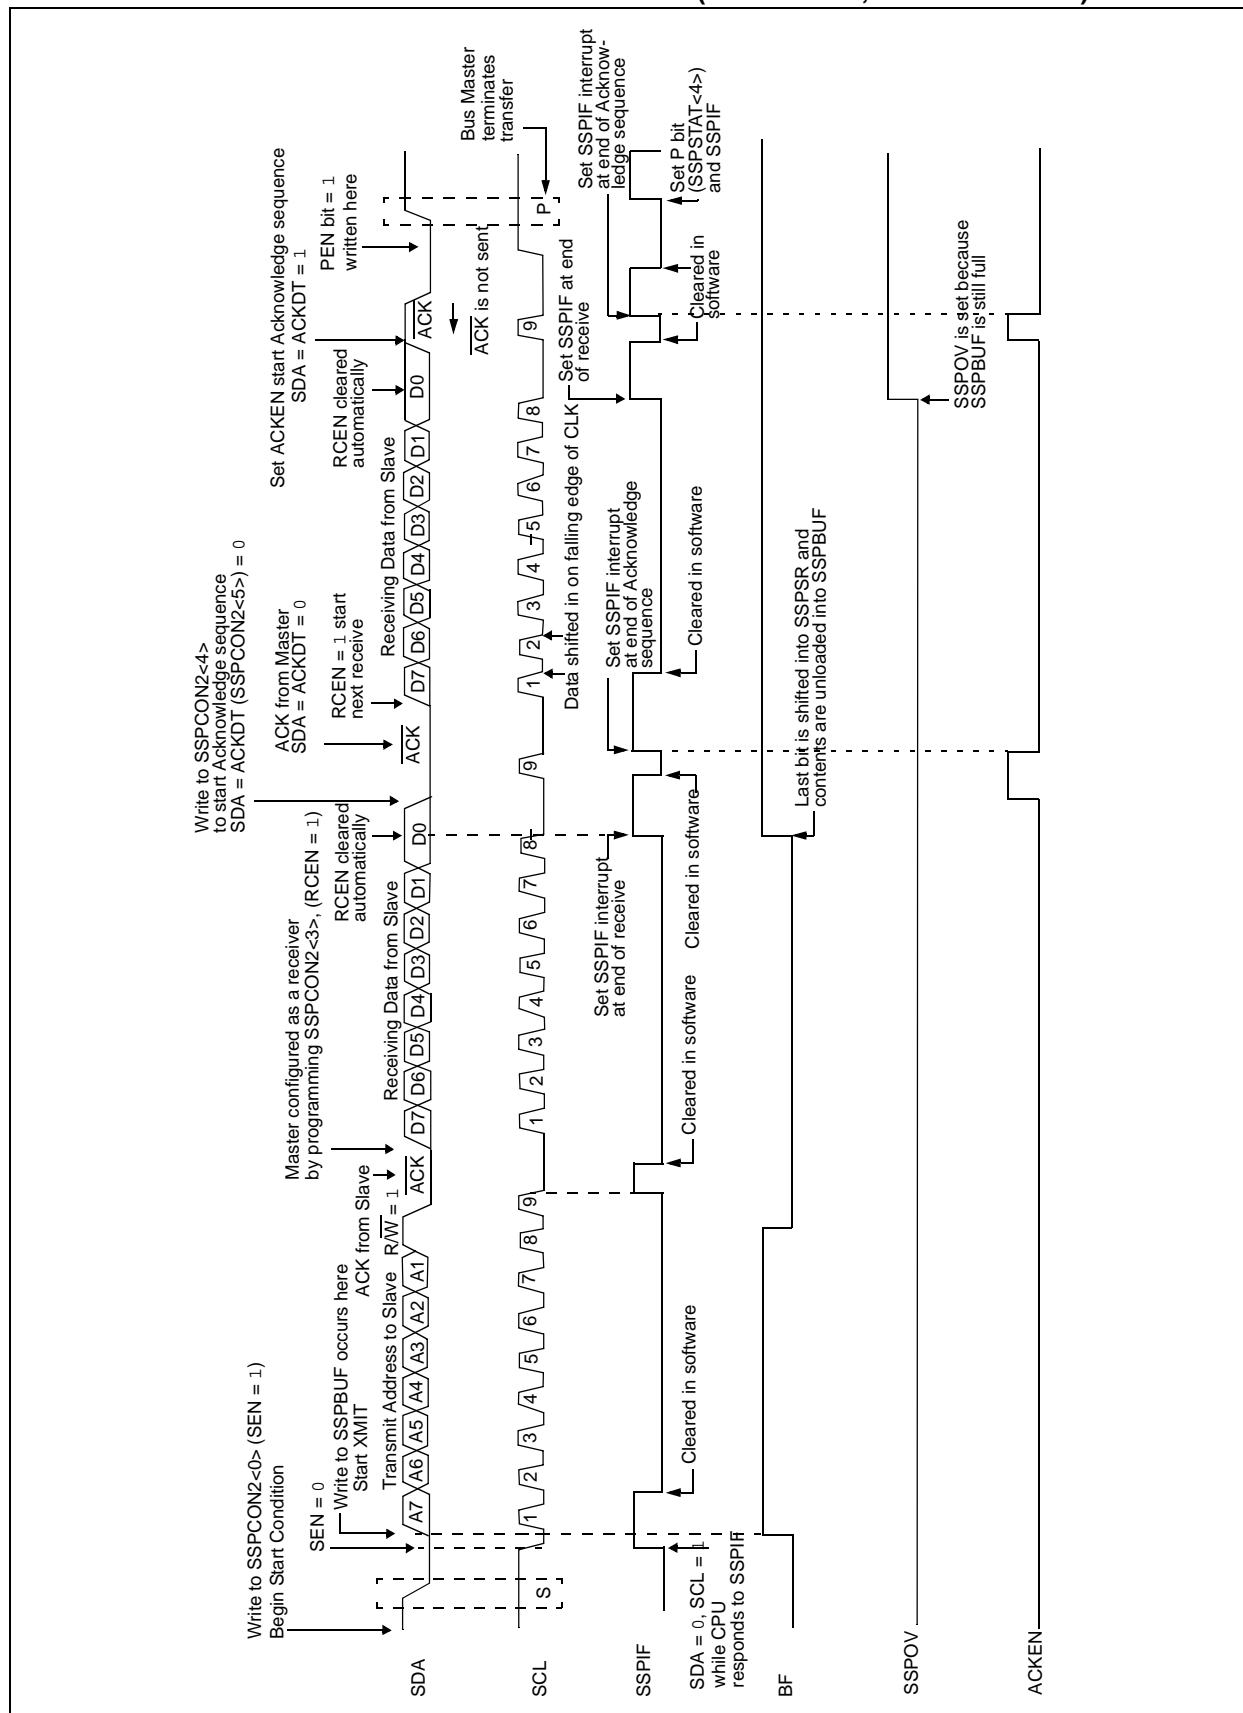 Write to SSPCON2<4>
to start Acknowledge sequence
SDA = ACKDT (SSPCON2<5>) = 0
Write to SSPCON2<0> (SEN = 1)
Begin Start Condition
Master configured as a receiver
by programming SSPCON2<3>, (RCEN = 1)
ACK from Master
SDA = ACKDT = 0
Set ACKEN start Acknowledge sequence
SDA = ACKDT = 1
SEN = 0
Write to SSPBUF occurs here
Start XMIT
ACK from Slave
RCEN cleared
automatically
RCEN = 1 start
next receive
RCEN cleared
automatically
PEN bit = 1
written here
Transmit Address to Slave
R/W = 1
Receiving Data from Slave
Receiving Data from Slave
SDA
A7 A6 A5 A4 A3 A2 A1
ACK
D7 D6 D5 D4 D3 D2 D1 D0
ACK
D7 D6 D5 D4 D3 D2 D1 D0
ACK
ACK is not sent
Bus Master
terminates
transfer
SCL
S
1 2 3 4 5 6 7 8 9
1 2 3 4 5 6 7 8 9
1 2 3 4 5 6 7 8 9
P
Data shifted in on falling edge of CLK
Set SSPIF interrupt
at end of receive
Set SSPIF interrupt
at end of Acknowledge
sequence
Set SSPIF at end
of receive
Set SSPIF interrupt
at end of Acknow-
ledge sequence
SSPIF
SDA = 0, SCL = 1
while CPU
responds to SSPIF
Cleared in software
Cleared in software
Cleared in software
Cleared in software
Cleared in
software
Set P bit
(SSPSTAT<4>)
and SSPIF
BF
Last bit is shifted into SSPSR and
contents are unloaded into SSPBUF
SSPOV
SSPOV is set because
SSPBUF is still full
ACKEN